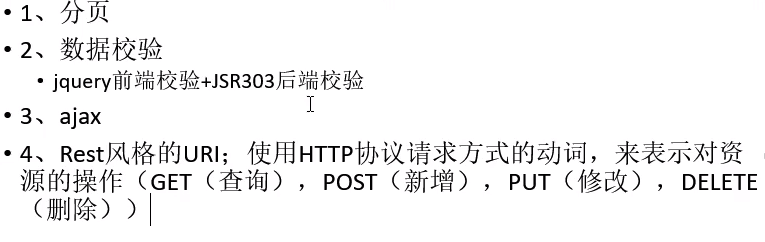 • 1、分页
• 2、数据校验
• jquery前端校验+JSR303后端校验
• 3、ajax
• 4、Rest风格的URI；使用HTTP协议请求方式的动词，来表示对资
源的操作（GET（查询），POST（新增），PUT（修改），DELETE
（删除））